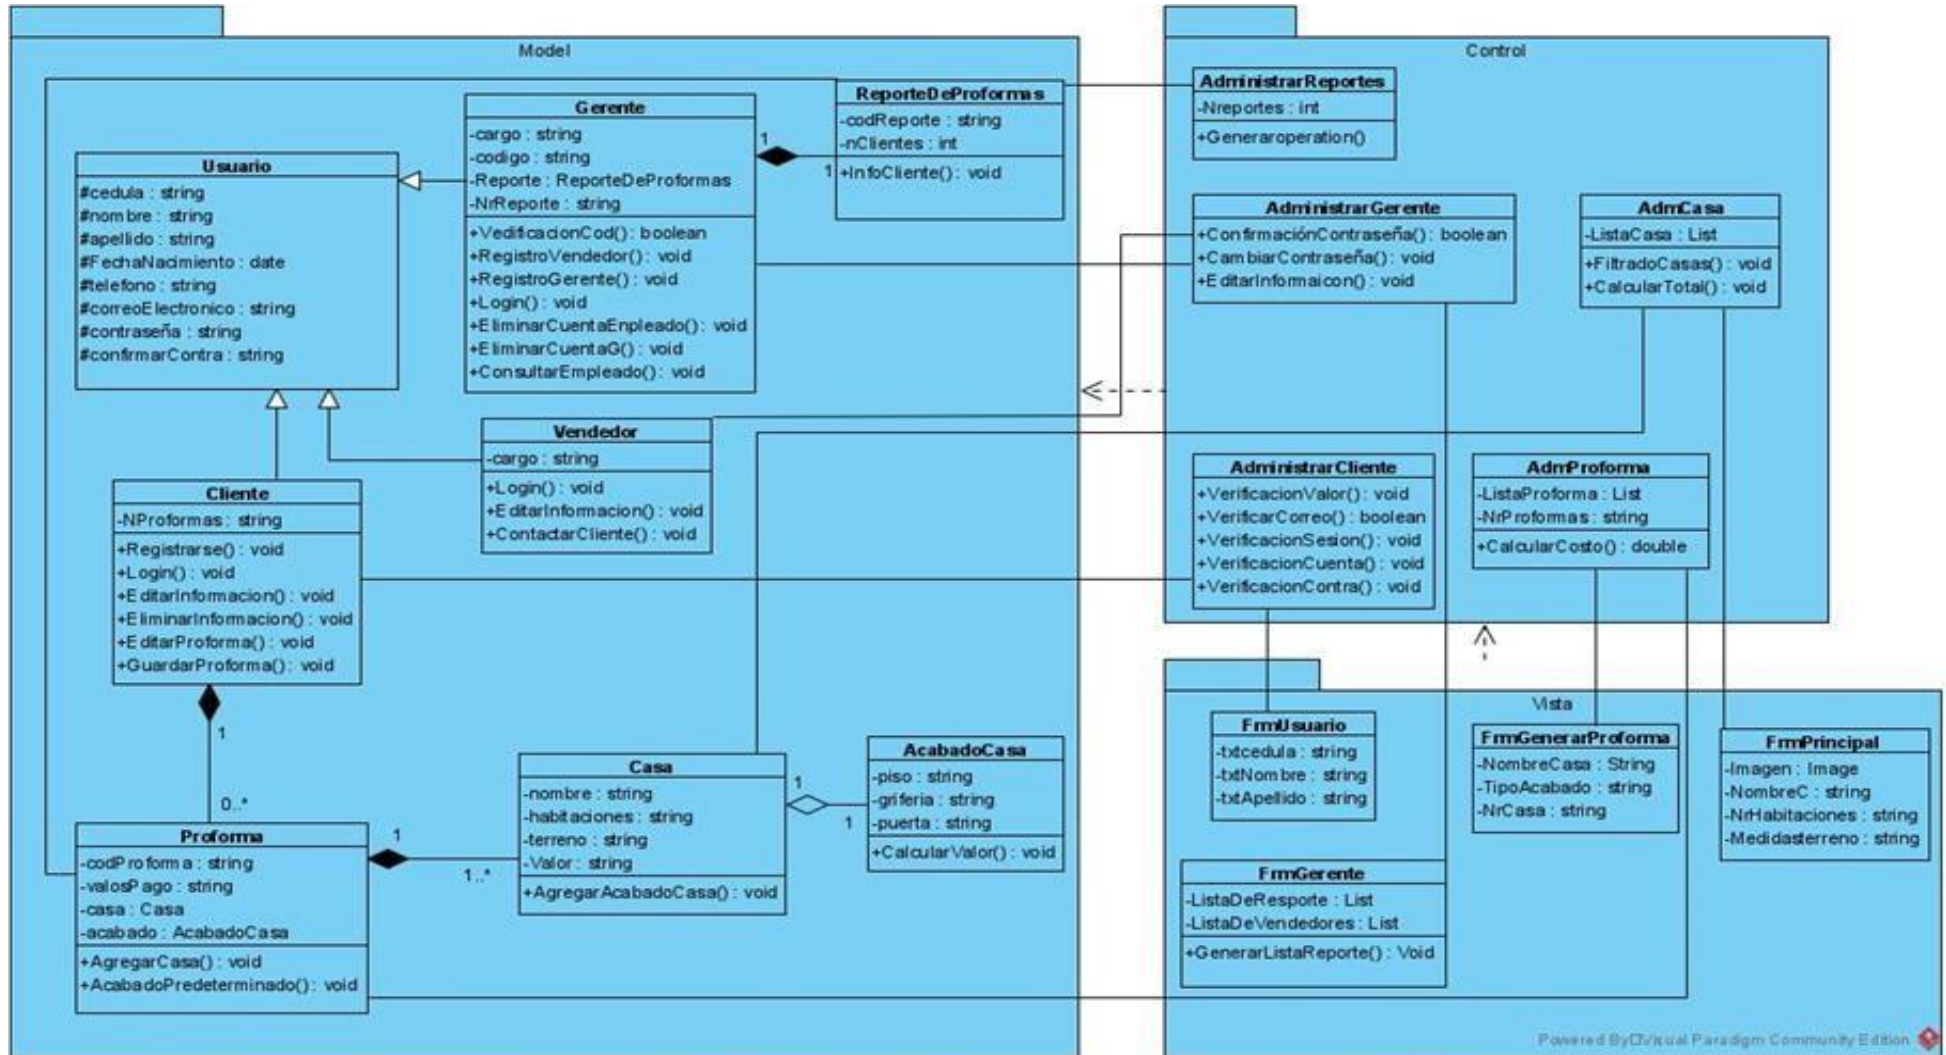 Model
Usuario
#cedula : string
#nombre : string
#apellido : string
#FechaNacimiento : date
#telefono : string
#correoElectronico : string
#contraseña : string
#confirmarContra : string
Gerente
-cargo : string
-codigo : string
-Reporte : ReporteDeProformas
-NrReporte : string
+VedificacionCod() : boolean
+RegistroVendedor() : void
+RegistroGerente() : void
+Login() : void
+EliminarCuentaEnpleado() : void
+EliminarCuentaG() : void
+ConsultarEmpleado() : void
1
1
ReporteDeProformas
-codReporte : string
-nClientes : int
+InfoCliente() : void
Vendedor
-cargo : string
+Login() : void
+EditarInformacion() : void
+ContactarCliente() : void
Cliente
-NProformas : string
+Registrarse() : void
+Login() : void
+EditarInformacion() : void
+EliminarInformacion() : void
+EditarProforma() : void
+GuardarProforma() : void
1
0..*
Proforma
-codProforma : string
-valosPago : string
-casa : Casa
-acabado : AcabadoCasa
+AgregarCasa() : void
+AcabadoPredeterminado() : void
1
1..*
Casa
-nombre : string
-habitaciones : string
-terreno : string
-Valor : string
+AgregarAcabadoCasa() : void
1
1
AcabadoCasa
-piso : string
-griferia : string
-puerta : string
+CalcularValor() : void
Control
AdministrarReportes
-Nreportes : int
+Generaroperation()
AdministrarGerente
+ConfirmaciónContraseña() : boolean
+CambiarContraseña() : void
+EditarInformaicon() : void
AdmCasa
-ListaCasa : List
+FiltradoCasas() : void
+CalcularTotal() : void
AdministrarCliente
+VerificacionValor() : void
+VerificarCorreo() : boolean
+VerificacionSesion() : void
+VerificacionCuenta() : void
+VerificacionContra() : void
AdmProforma
-ListaProforma : List
-NrProformas : string
+CalcularCosto() : double
Vista
FrmUsuario
-txtcedula : string
-txtNombre : string
-txtApellido : string
FrmGenerarProforma
-NombreCasa : String
-TipoAcabado : string
-NrCasa : string
FrmPrincipal
-Imagen : Image
-NombreC : string
-NrHabitaciones : string
-Medidasterreno : string
FrmGerente
-ListaDeResporte : List
-ListaDeVendedores : List
+GenerarListaReporte() : Void
Powered By Visual Paradigm Community Edition